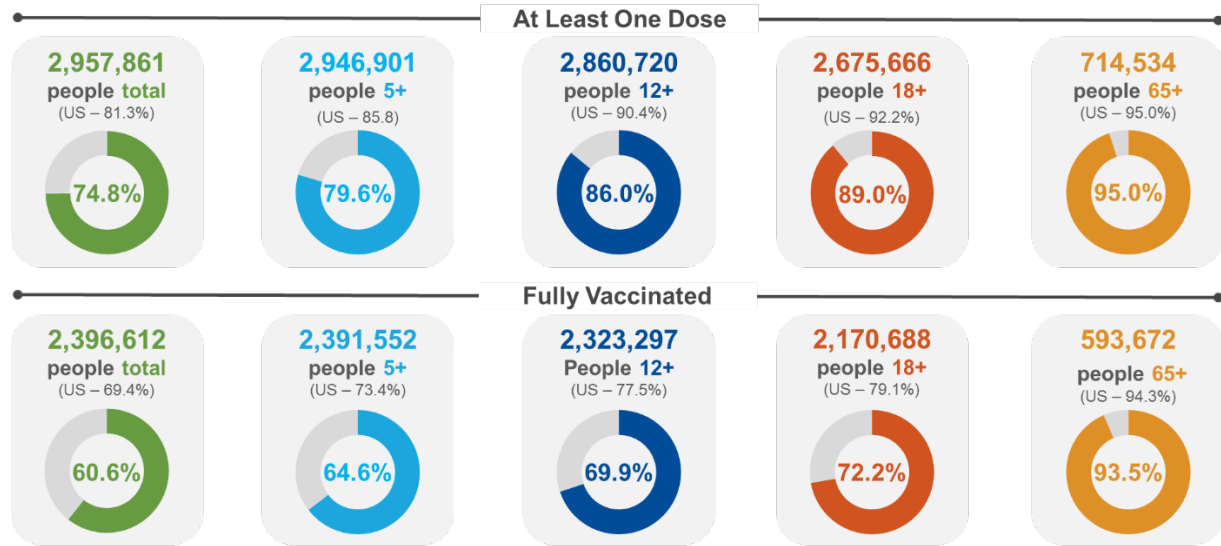 At Least One Dose
2,957,861
people total
(US – 81.3%)
74.8%
2,946,901
people 5+
(US – 85.8)
79.6%
2,860,720
people 12+
(US – 90.4%)
86.0%
2,675,666
people 18+
(US – 92.2%)
89.0%
714,534
people 65+
(US – 95.0%)
95.0%
Fully Vaccinated
2,396,612
people total
(US – 69.4%)
60.6%
2,391,552
people 5+
(US – 73.4%)
64.6%
2,323,297
People 12+
(US – 77.5%)
69.9%
2,170,688
people 18+
(US – 79.1%)
72.2%
593,672
people 65+
(US – 94.3%)
93.5%